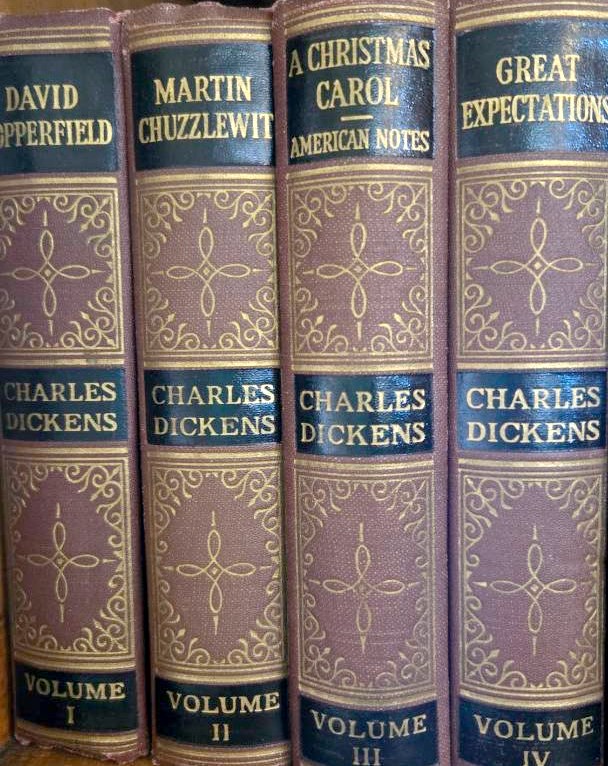 DAVID
OPPERFIELD
CHARLES
DICKENS
VOLUME
I
MARTIN
CHUZZLEWIT
CHARLES
DICKENS
VOLUME
II
A CHRISTMAS
CAROL
AMERICAN NOTES
CHARLES
DICKENS
VOLUME
III
GREAT
EXPECTATIONS
CHARLES
DICKENS
VOLUME
IV